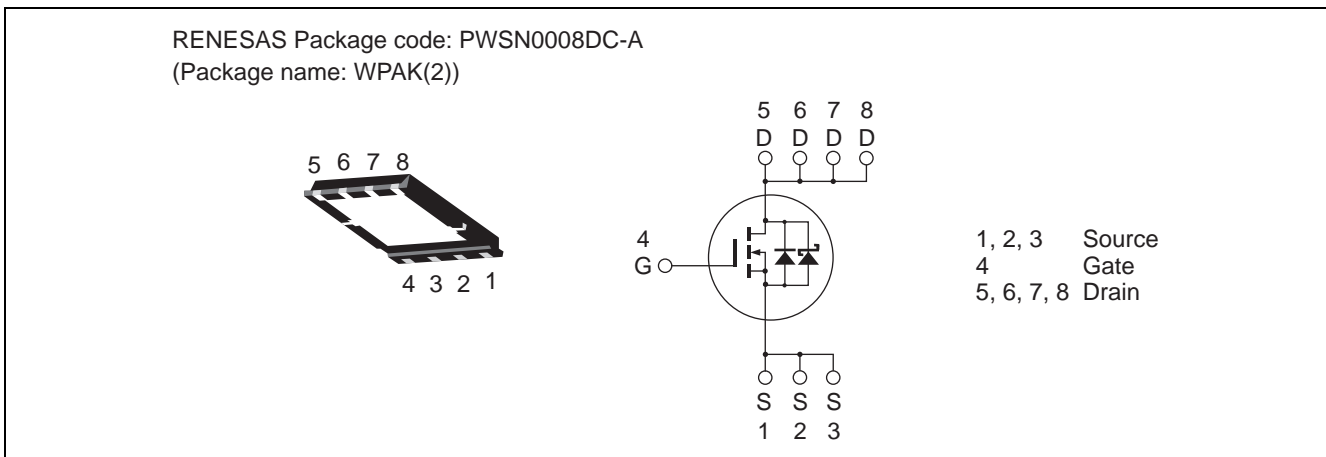 RENESAS Package code: PWSN0008DC-A
(Package name: WPAK(2))
5 6 7 8
4 3 2 1
5 6 7 8
D D D D
4
G
S S S
1 2 3
1, 2, 3 Source
4 Gate
5, 6, 7, 8 Drain